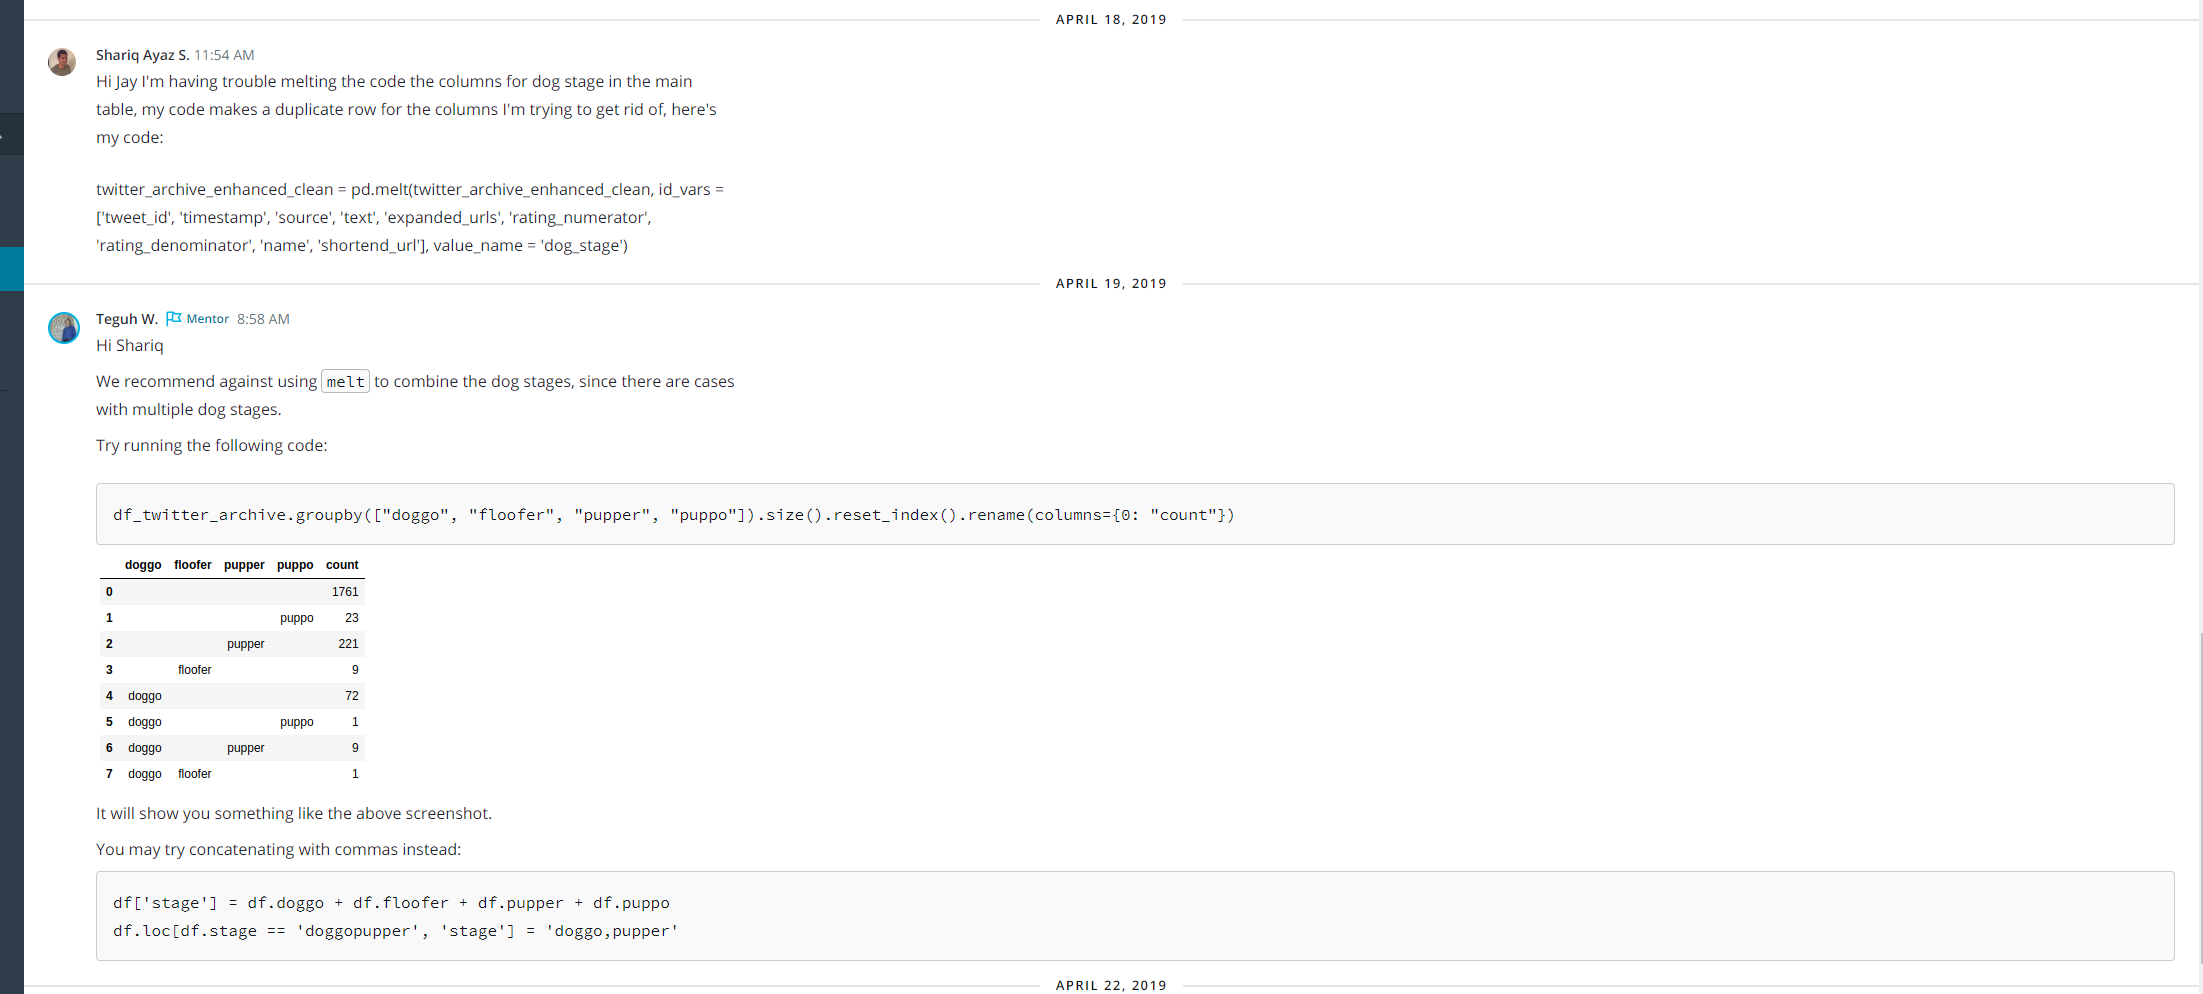 APRIL 18, 2019
Shariq Ayaz S. 11:54 AM
Hi Jay I'm having trouble melting the code the columns for dog stage in the main
table, my code makes a duplicate row for the columns I'm trying to get rid of, here's
my code:
twitter_archive_enhanced_clean = pd.melt(twitter_archive_enhanced_clean, id_vars =
['tweet_id', 'timestamp', 'source', 'text', 'expanded_urls', 'rating_numerator',
'rating_denominator', 'name', 'shortend_url'], value_name = 'dog_stage')
APRIL 19, 2019
Teguh W. Mentor 8:58 AM
Hi Shariq
We recommend against using melt to combine the dog stages, since there are cases
with multiple dog stages.
Try running the following code:
df_twitter_archive.groupby(["doggo", "floofer", "pupper", "puppo"]).size().reset_index().rename(columns={0: "count"})
doggo floofer pupper puppo count
0 1761
1 puppo 23
2 pupper 221
3 floofer 9
4 doggo 72
5 doggo puppo 1
6 doggo pupper 9
7 doggo floofer 1
It will show you something like the above screenshot.
You may try concatenating with commas instead:
df['stage'] = df.doggo + df.floofer + df.pupper + df.puppo
df.loc[df.stage == 'doggopupper', 'stage'] = 'doggo,pupper'
APRIL 22, 2019